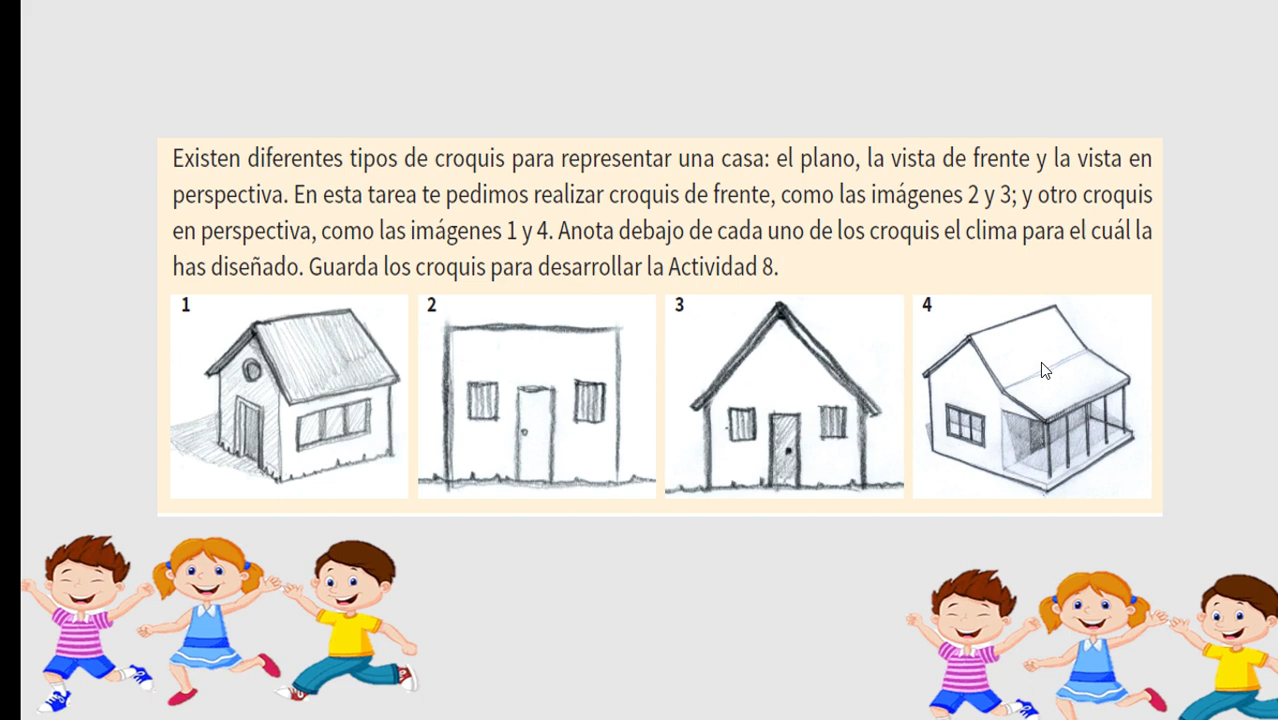 Existen diferentes tipos de croquis para representar una casa: el plano, la vista de frente y la vista en
perspectiva. En esta tarea te pedimos realizar croquis de frente, como las imágenes 2 y 3; y otro croquis
en perspectiva, como las imágenes 1 y 4. Anota debajo de cada uno de los croquis el clima para el cuál la
has diseñado. Guarda los croquis para desarrollar la Actividad 8.
1 2 3 4